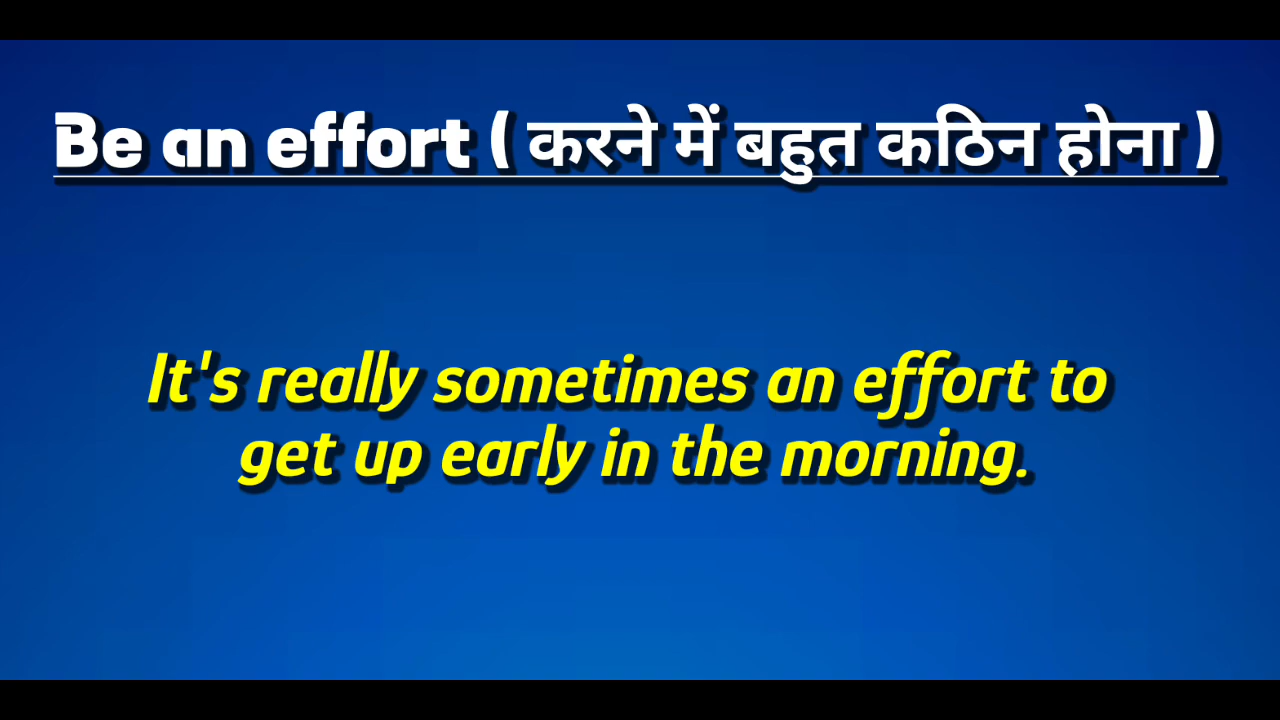 Be an effort ( करने में बहुत कठिन होना )
It's really sometimes an effort to
get up early in the morning.